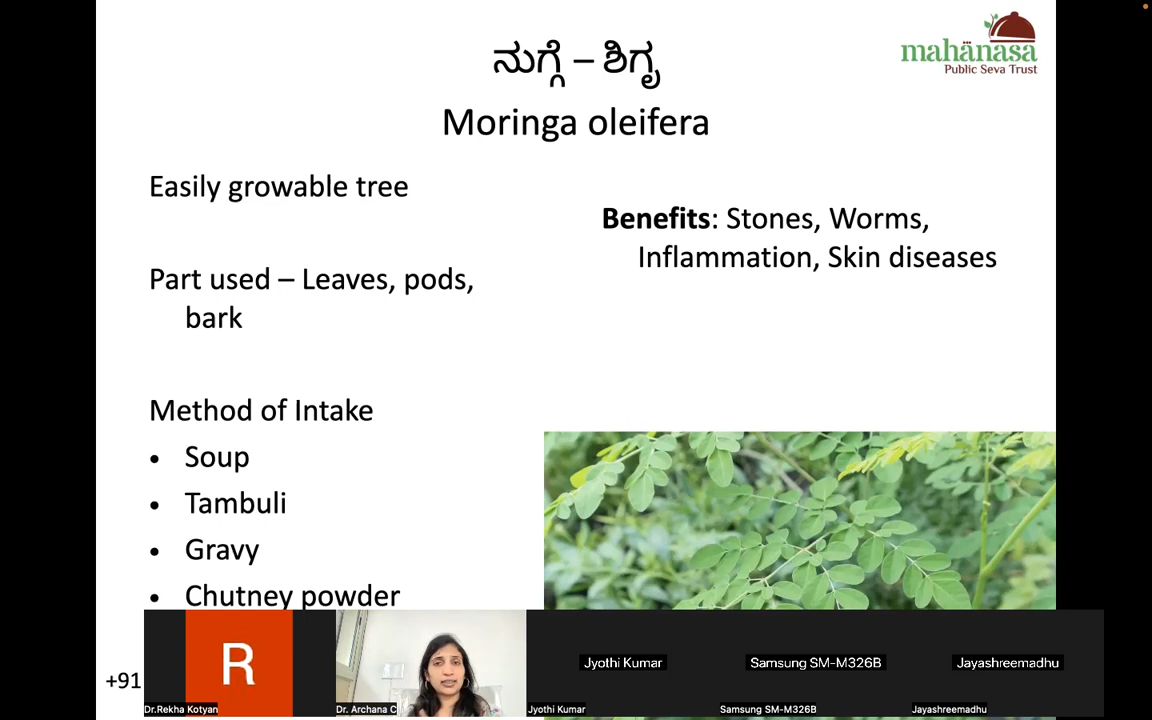 ನುಗ್ಗೆ – ಶಿಗೃ
mahänasa
Public Seva Trust
Moringa oleifera
Easily growable tree
Benefits: Stones, Worms,
Inflammation, Skin diseases
Part used – Leaves, pods,
bark
Method of Intake
• Soup
• Tambuli
• Gravy
• Chutney powder
+91
R
Jyothi Kumar
Samsung SM-M326B
Jayashreemadhu
Dr.Rekha Kotyan
Dr. Archana C
Jyothi Kumar
Samsung SM-M326B
Jayashreemadhu